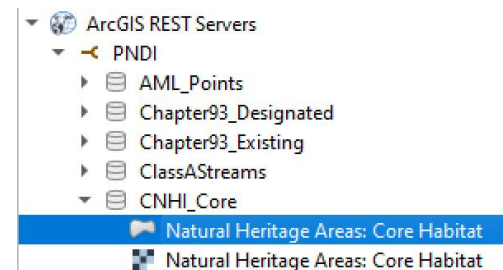 ArcGIS REST Servers
PNDI
AML_Points
Chapter93_Designated
Chapter93_Existing
ClassAStreams
CNHI_Core
Natural Heritage Areas: Core Habitat
Natural Heritage Areas: Core Habitat